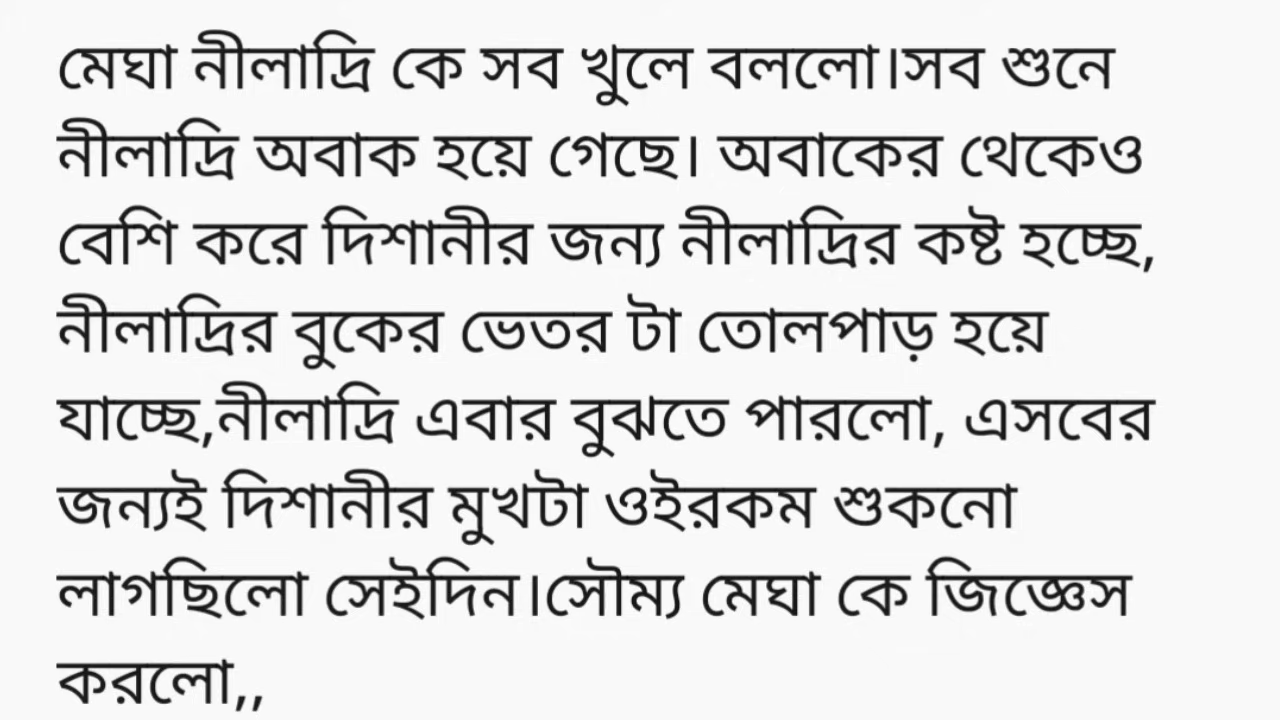 মেঘা নীলাদ্রি কে সব খুলে বললো।সব শুনে
নীলাদ্রি অবাক হয়ে গেছে। অবাকের থেকেও
বেশি করে দিশানীর জন্য নীলাদ্রির কষ্ট হচ্ছে,
নীলাদ্রির বুকের ভেতর টা তোলপাড় হয়ে
যাচ্ছে,নীলাদ্রি এবার বুঝতে পারলো, এসবের
জন্যই দিশানীর মুখটা ওইরকম শুকনো
লাগছিলো সেইদিন।সৌম্য মেঘা কে জিজ্ঞেস
করলো,,